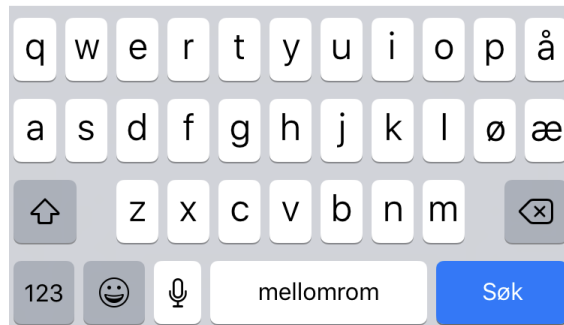 q w e r t y u i o p å
a s d f g h j k l ø æ
z x c v b n m
123 mellomrom Søk